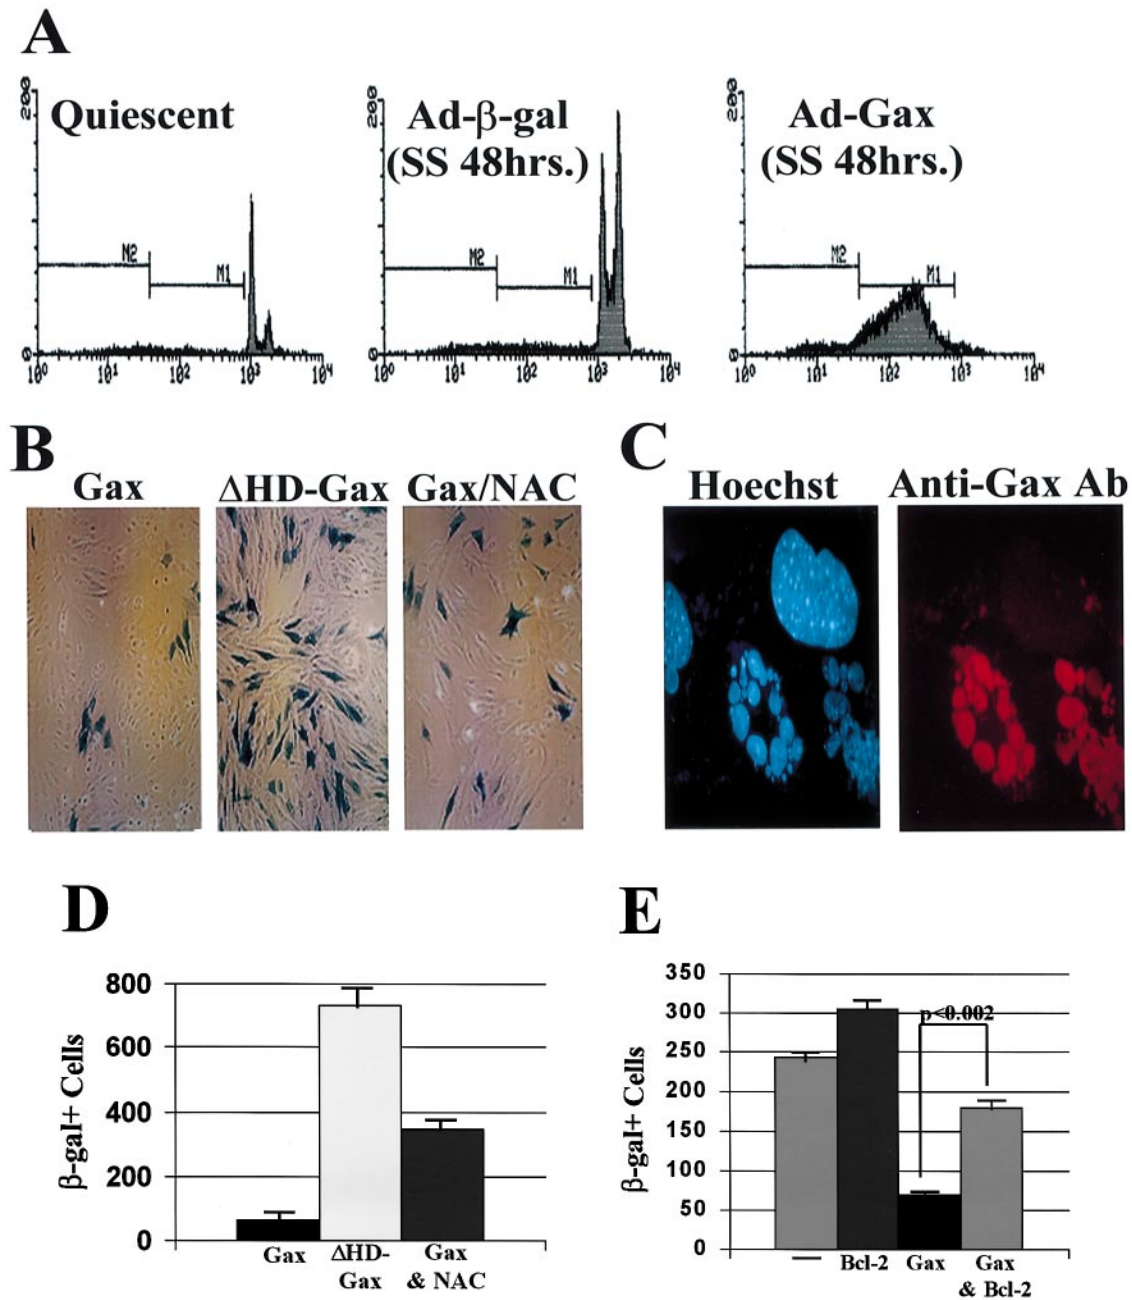 A
Quiescent
Ad-β-gal
(SS 48hrs.)
Ad-Gax
(SS 48hrs.)
200
200
200
M2
M1
M2
M1
M2
M1
0
0
0
10⁰ 10¹ 10² 10³ 10⁴
10⁰ 10¹ 10² 10³ 10⁴
10⁰ 10¹ 10² 10³ 10⁴
B
Gax
ΔHD-Gax
Gax/NAC
C
Hoechst
Anti-Gax Ab
D
β-gal+ Cells
800
600
400
200
0
Gax
ΔHD-
Gax
Gax
& NAC
E
β-gal+ Cells
350
300
250
200
150
100
50
0
p<0.002
—
Bcl-2
Gax
Gax
& Bcl-2